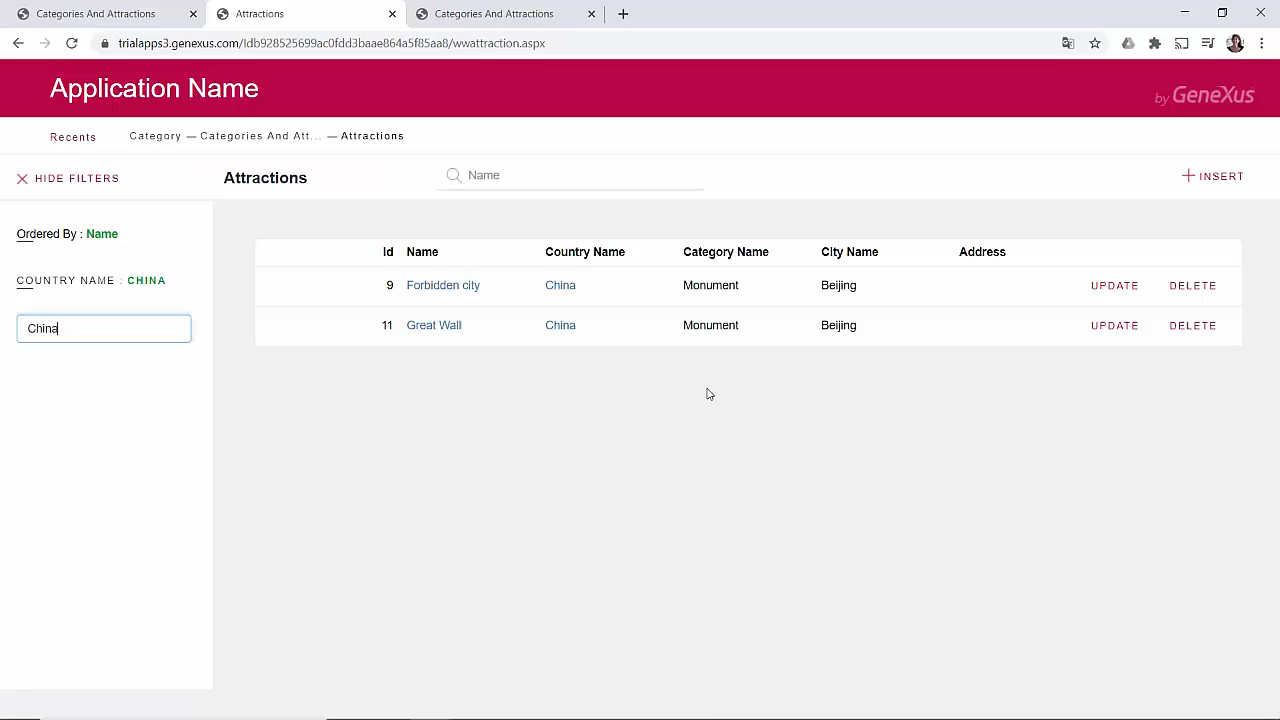 Categories And Attractions
Attractions
Categories And Attractions
trialapps3.genexus.com/Idb928525699ac0fdd3baae864a5f85aa8/wwattraction.aspx
Application Name
by GeneXus
Recents
Category — Categories And Att... — Attractions
HIDE FILTERS
Attractions
Name
INSERT
Ordered By : Name
COUNTRY NAME : CHINA
China
Id Name Country Name Category Name City Name Address
9 Forbidden city China Monument Beijing UPDATE DELETE
11 Great Wall China Monument Beijing UPDATE DELETE